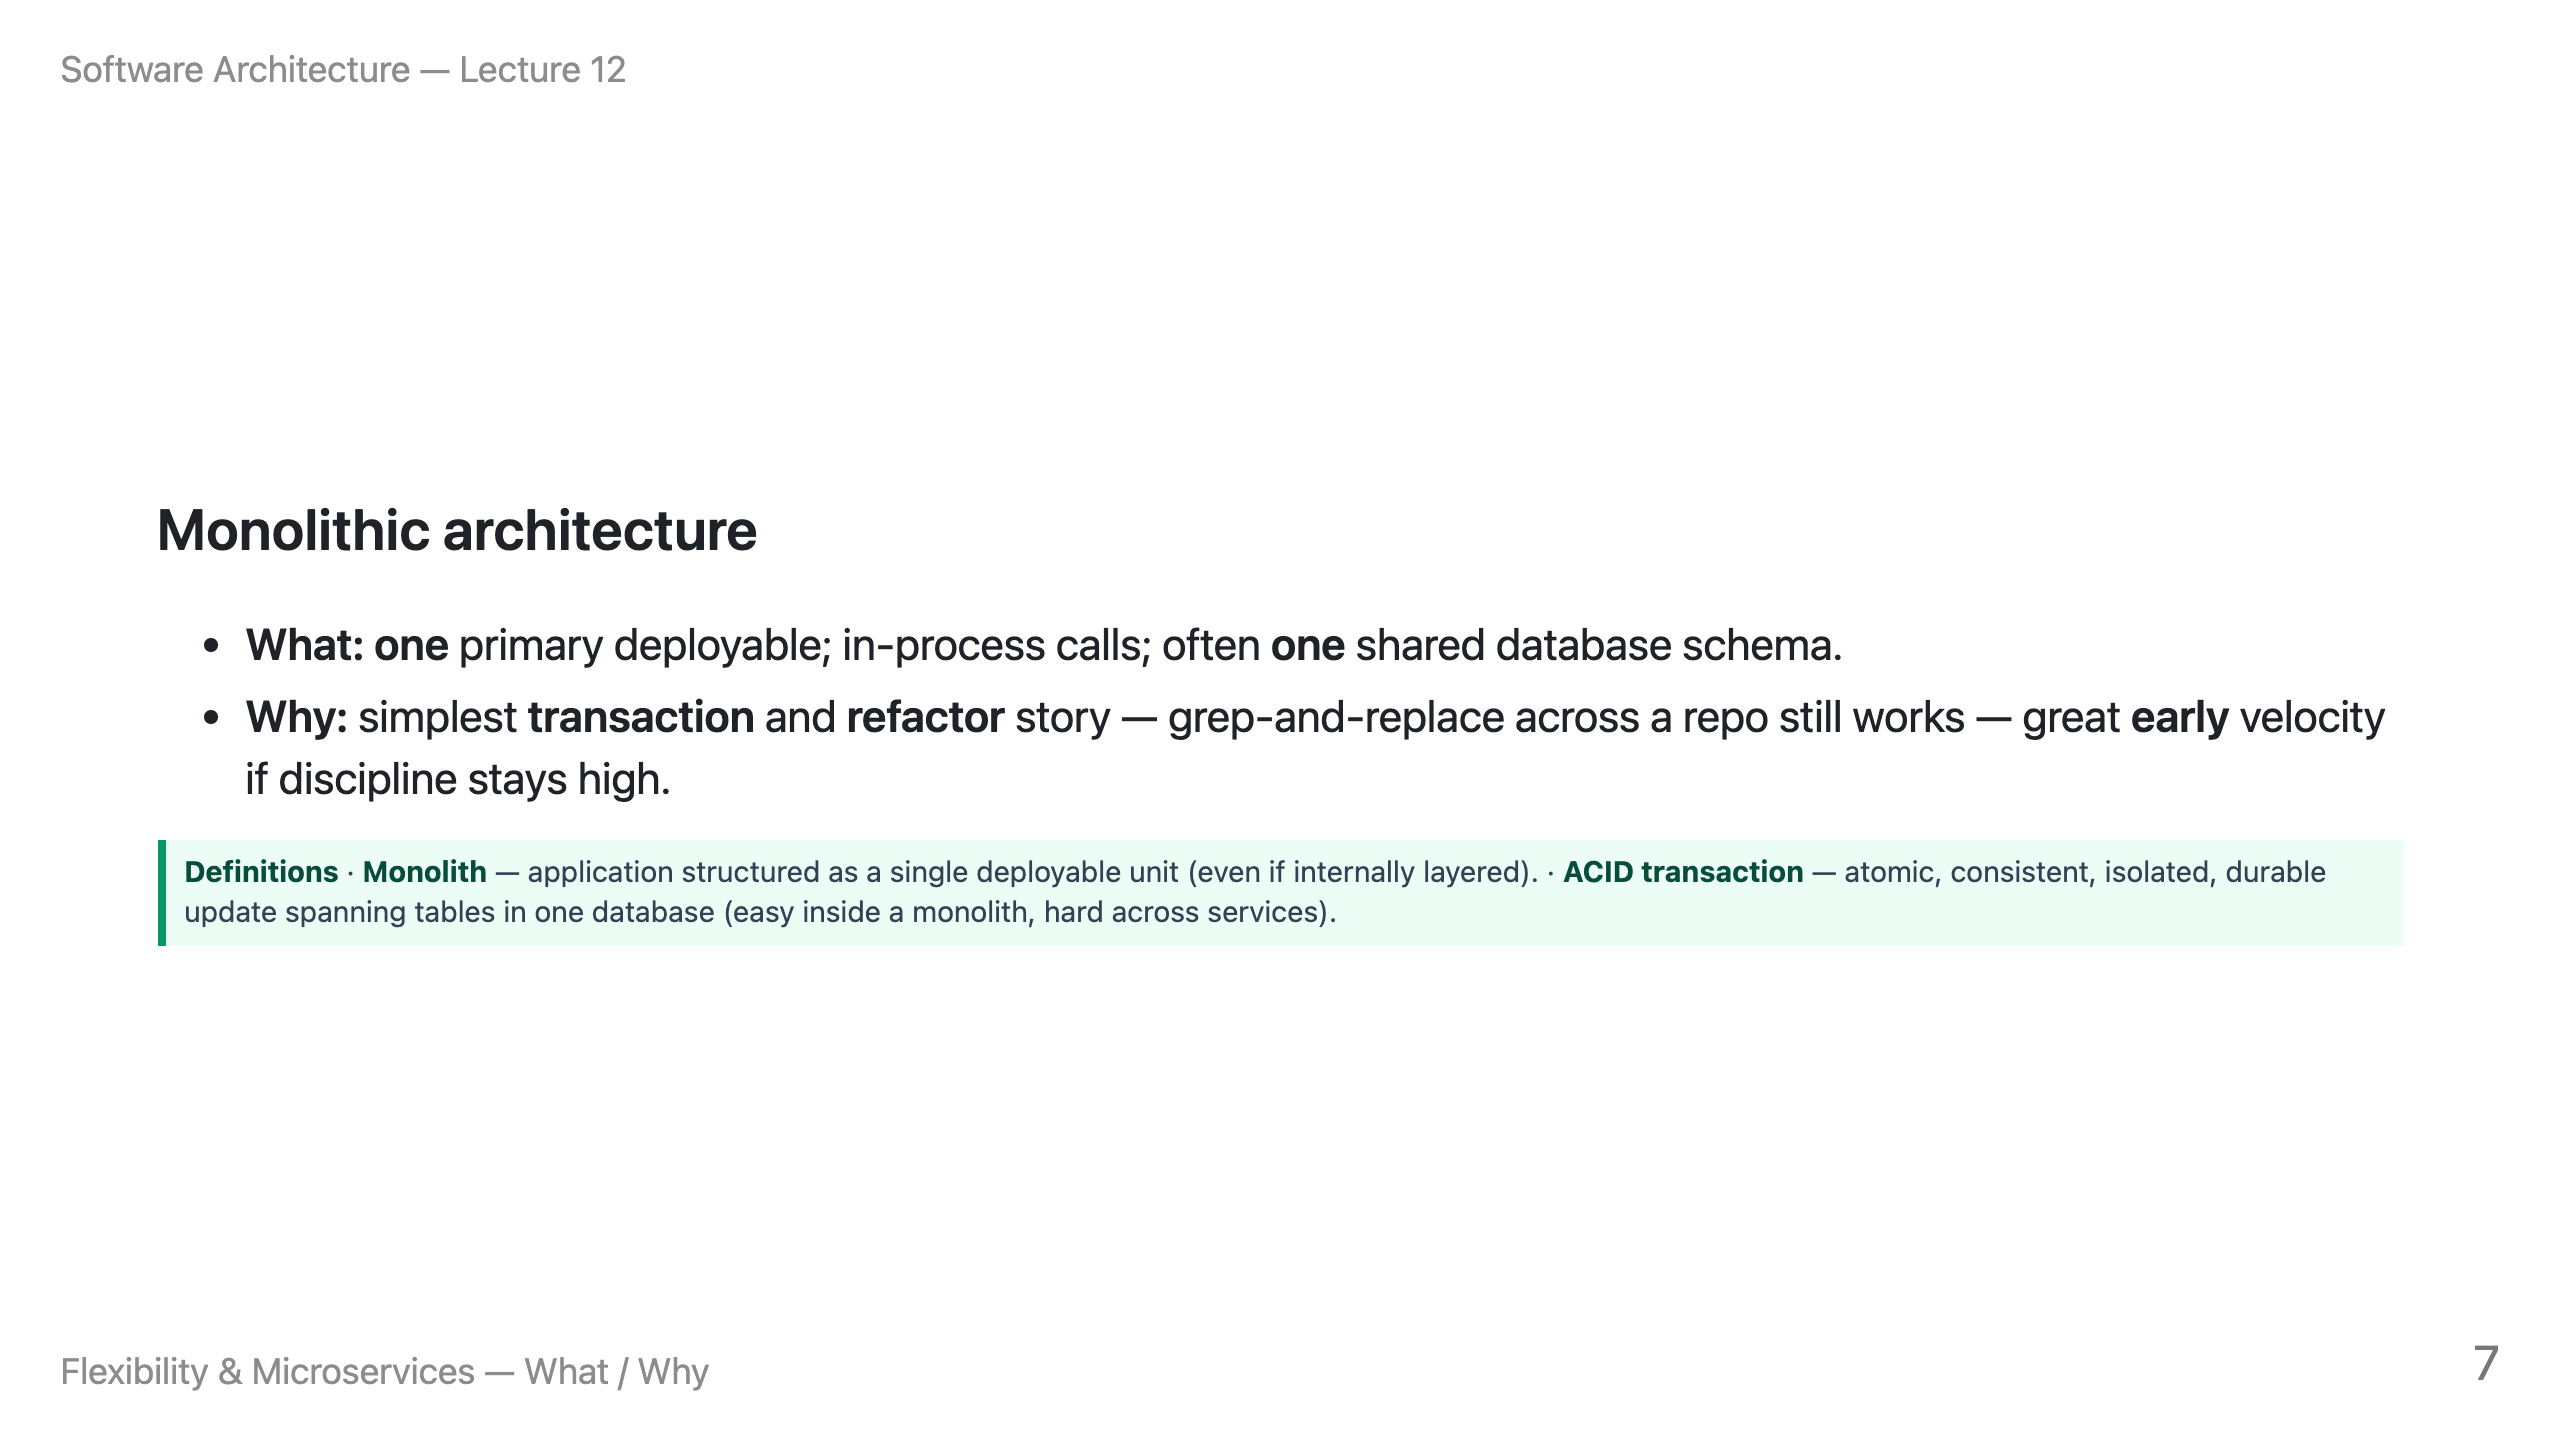 Software Architecture — Lecture 12
Monolithic architecture
• What: one primary deployable; in-process calls; often one shared database schema.
• Why: simplest transaction and refactor story — grep-and-replace across a repo still works — great early velocity
if discipline stays high.
Definitions · Monolith — application structured as a single deployable unit (even if internally layered). · ACID transaction — atomic, consistent, isolated, durable
update spanning tables in one database (easy inside a monolith, hard across services).
Flexibility & Microservices — What / Why
7